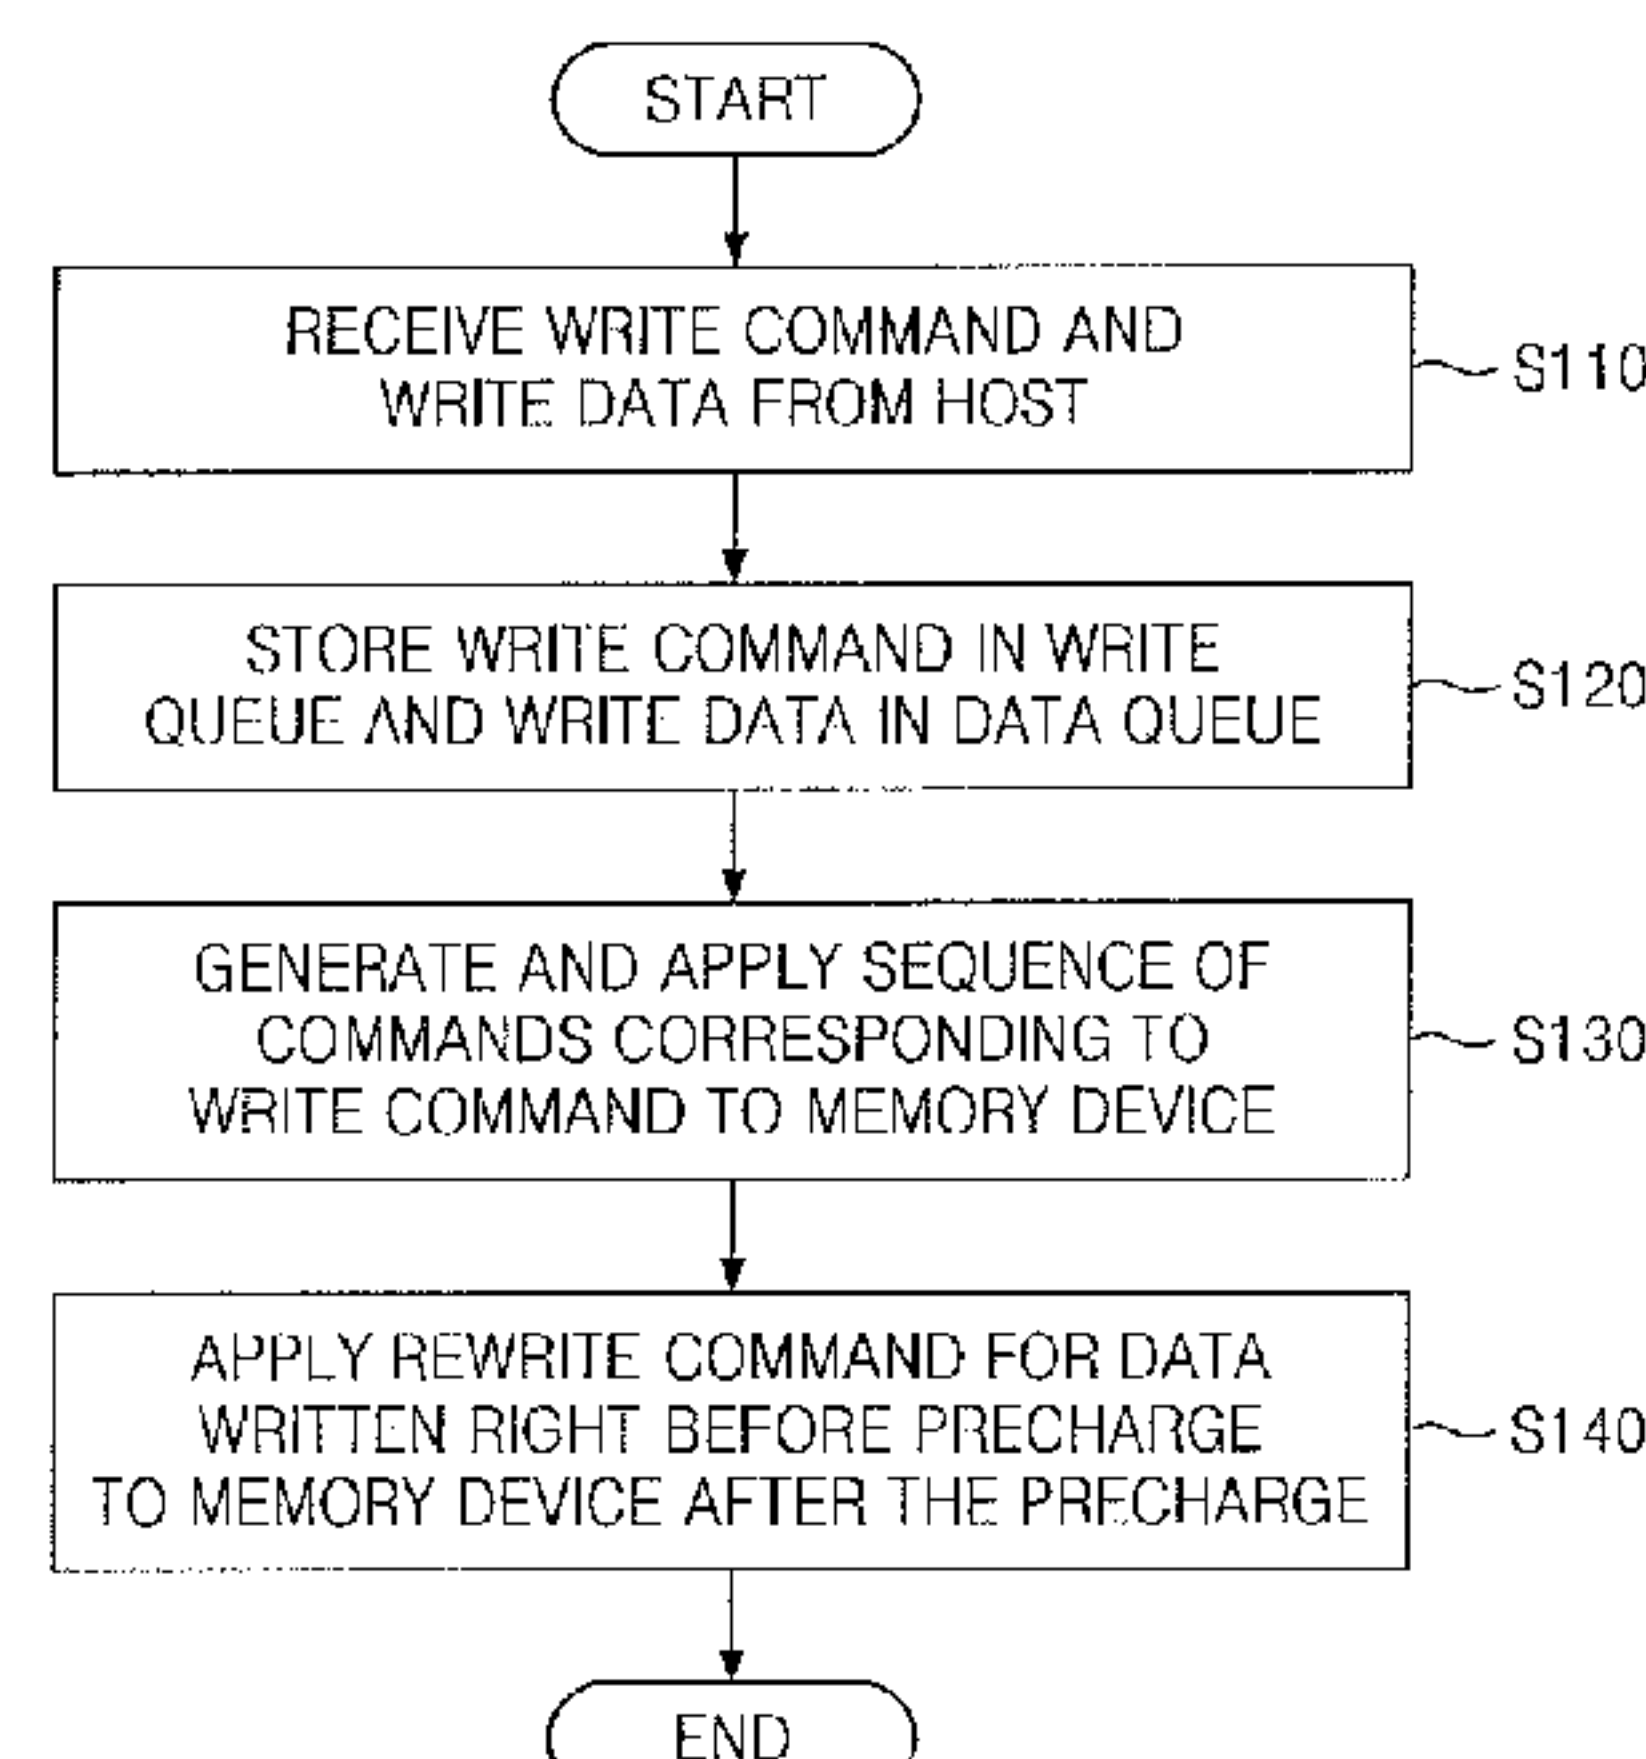 START
RECEIVE WRITE COMMAND AND
WRITE DATA FROM HOST
S110
STORE WRITE COMMAND IN WRITE
QUEUE AND WRITE DATA IN DATA QUEUE
S120
GENERATE AND APPLY SEQUENCE OF
COMMANDS CORRESPONDING TO
WRITE COMMAND TO MEMORY DEVICE
S130
APPLY REWRITE COMMAND FOR DATA
WRITTEN RIGHT BEFORE PRECHARGE
TO MEMORY DEVICE AFTER THE PRECHARGE
S140
END